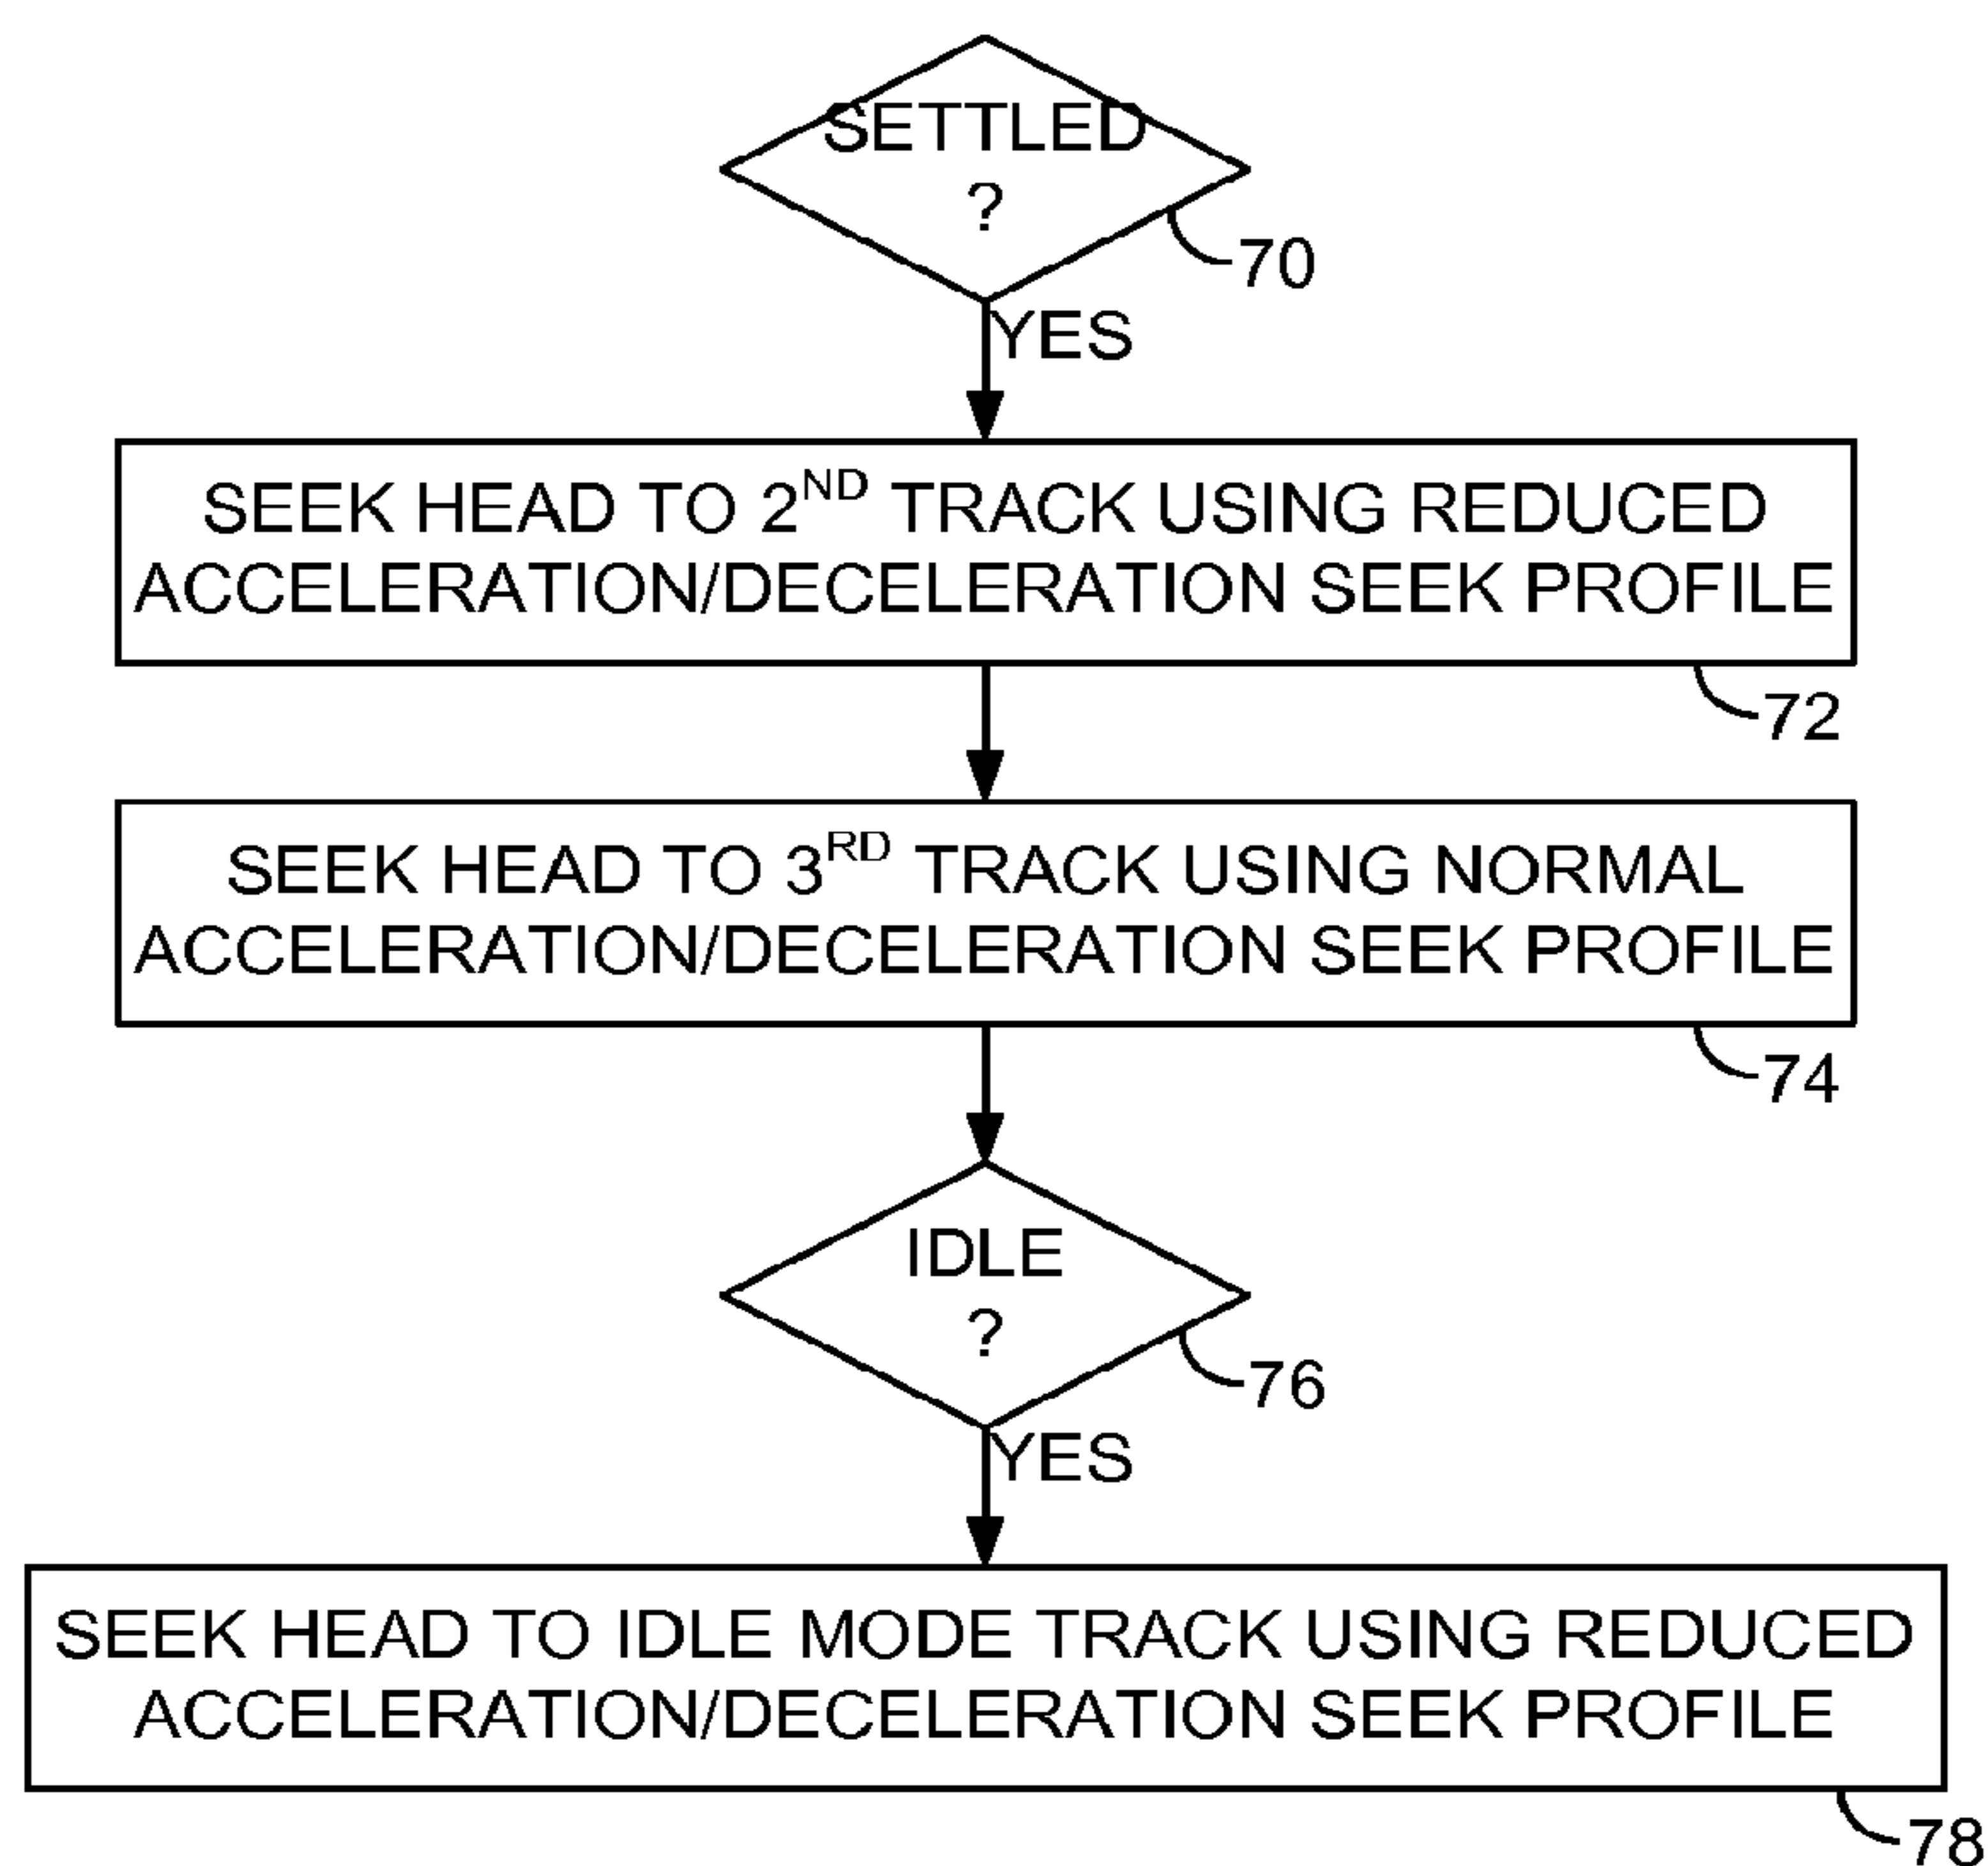 SETTLED
?
70
YES
SEEK HEAD TO 2ND TRACK USING REDUCED
ACCELERATION/DECELERATION SEEK PROFILE
72
SEEK HEAD TO 3RD TRACK USING NORMAL
ACCELERATION/DECELERATION SEEK PROFILE
74
IDLE
?
76
YES
SEEK HEAD TO IDLE MODE TRACK USING REDUCED
ACCELERATION/DECELERATION SEEK PROFILE
78